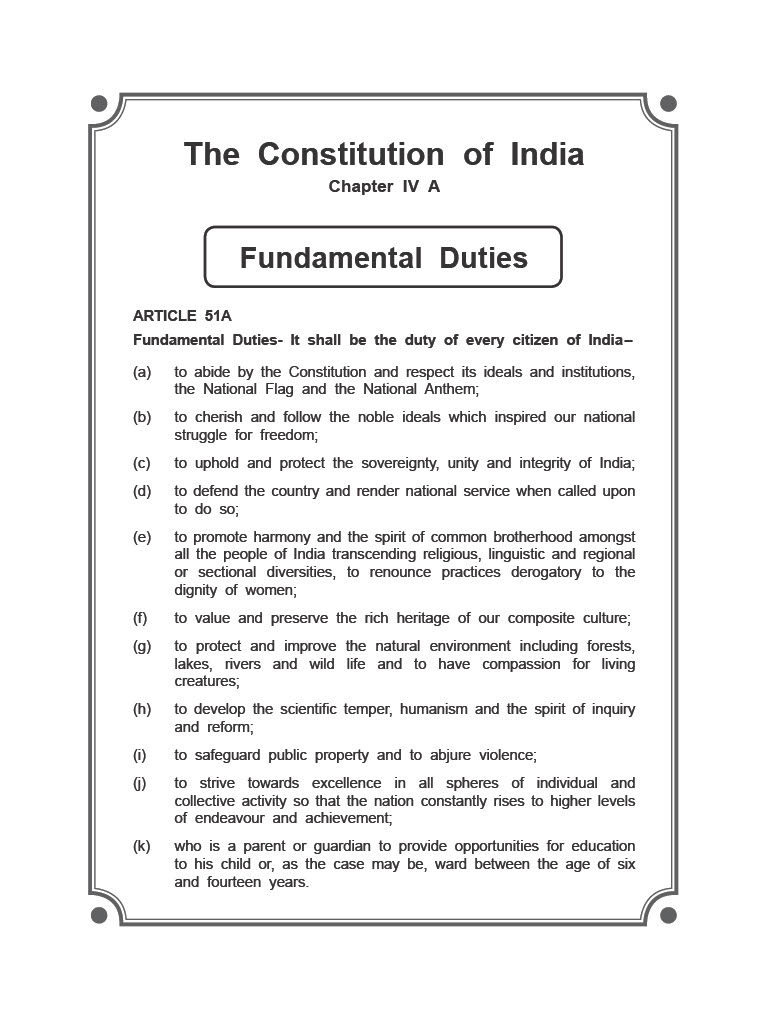 The Constitution of India
Chapter IV A
Fundamental Duties
ARTICLE 51A
Fundamental Duties- It shall be the duty of every citizen of India–
(a) to abide by the Constitution and respect its ideals and institutions,
the National Flag and the National Anthem;
(b) to cherish and follow the noble ideals which inspired our national
struggle for freedom;
(c) to uphold and protect the sovereignty, unity and integrity of India;
(d) to defend the country and render national service when called upon
to do so;
(e) to promote harmony and the spirit of common brotherhood amongst
all the people of India transcending religious, linguistic and regional
or sectional diversities, to renounce practices derogatory to the
dignity of women;
(f) to value and preserve the rich heritage of our composite culture;
(g) to protect and improve the natural environment including forests,
lakes, rivers and wild life and to have compassion for living
creatures;
(h) to develop the scientific temper, humanism and the spirit of inquiry
and reform;
(i) to safeguard public property and to abjure violence;
(j) to strive towards excellence in all spheres of individual and
collective activity so that the nation constantly rises to higher levels
of endeavour and achievement;
(k) who is a parent or guardian to provide opportunities for education
to his child or, as the case may be, ward between the age of six
and fourteen years.